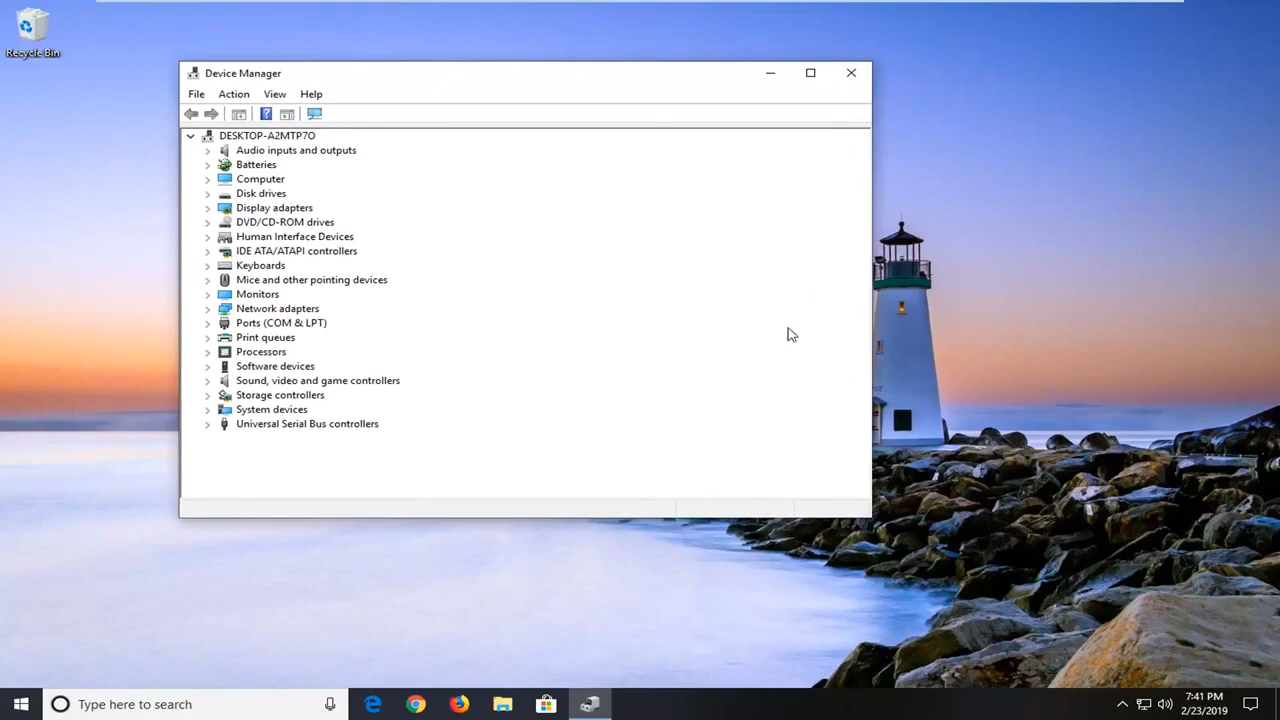 Recycle Bin
Device Manager
File Action View Help
DESKTOP-A2MTP7O
Audio inputs and outputs
Batteries
Computer
Disk drives
Display adapters
DVD/CD-ROM drives
Human Interface Devices
IDE ATA/ATAPI controllers
Keyboards
Mice and other pointing devices
Monitors
Network adapters
Ports (COM & LPT)
Print queues
Processors
Software devices
Sound, video and game controllers
Storage controllers
System devices
Universal Serial Bus controllers
Type here to search
7:41 PM
2/23/2019